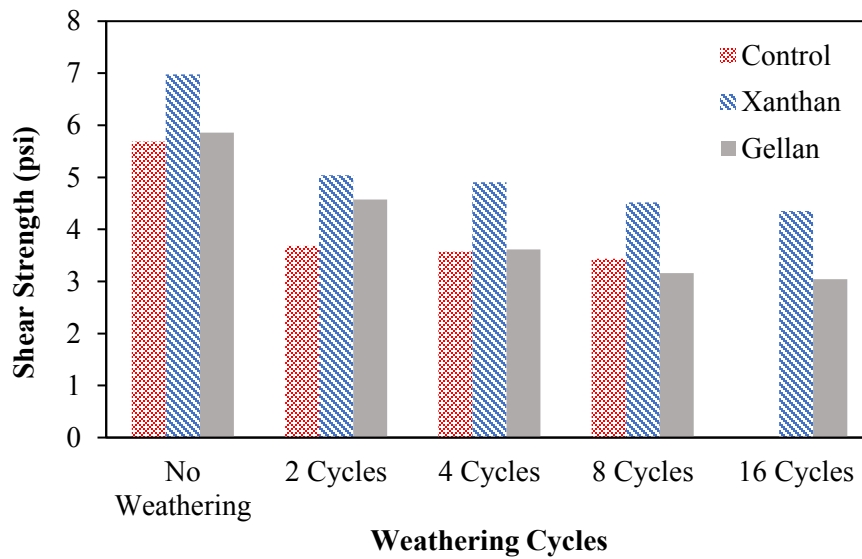 8
7
6
5
4
3
2
1
0
Shear Strength (psi)
Control
Xanthan
Gellan
No
Weathering
2 Cycles
4 Cycles
8 Cycles
16 Cycles
Weathering Cycles